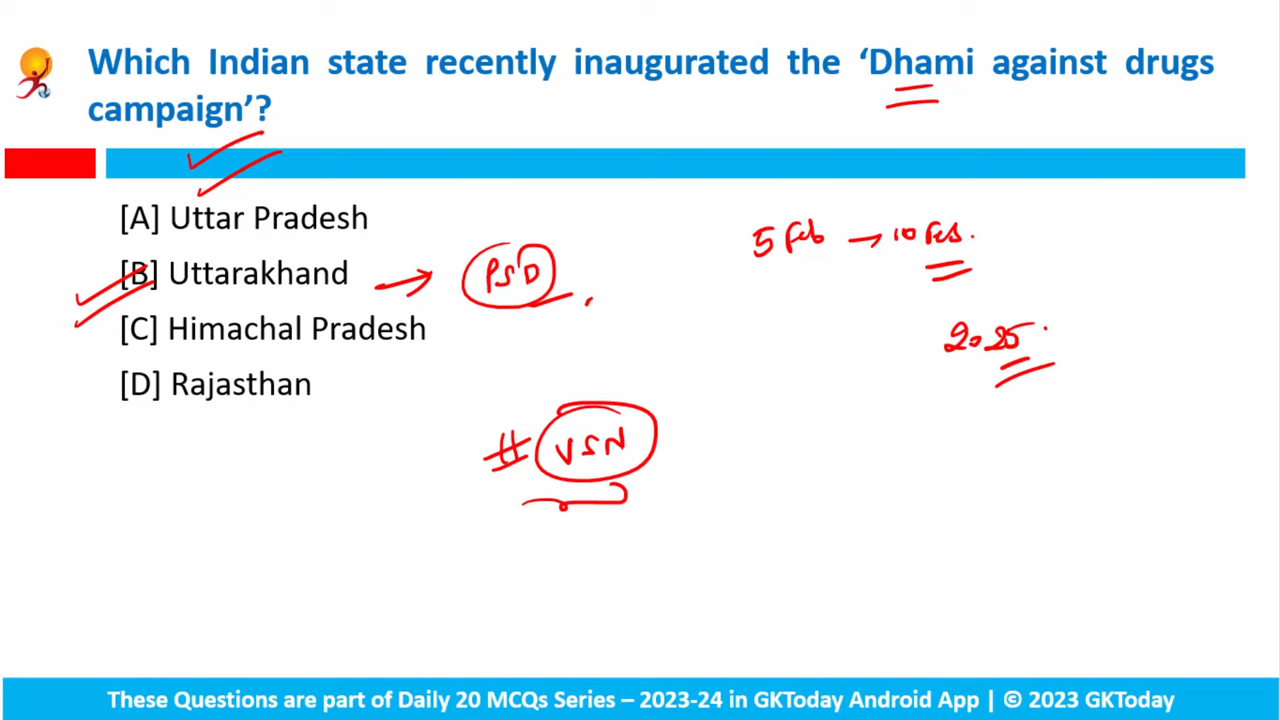 Which Indian state recently inaugurated the ‘Dhami against drugs
campaign’?
[A] Uttar Pradesh
5 Feb → 10 Feb.
[B] Uttarakhand → PSD
[C] Himachal Pradesh
2025
[D] Rajasthan
# VSN
These Questions are part of Daily 20 MCQs Series – 2023-24 in GKToday Android App | © 2023 GKToday